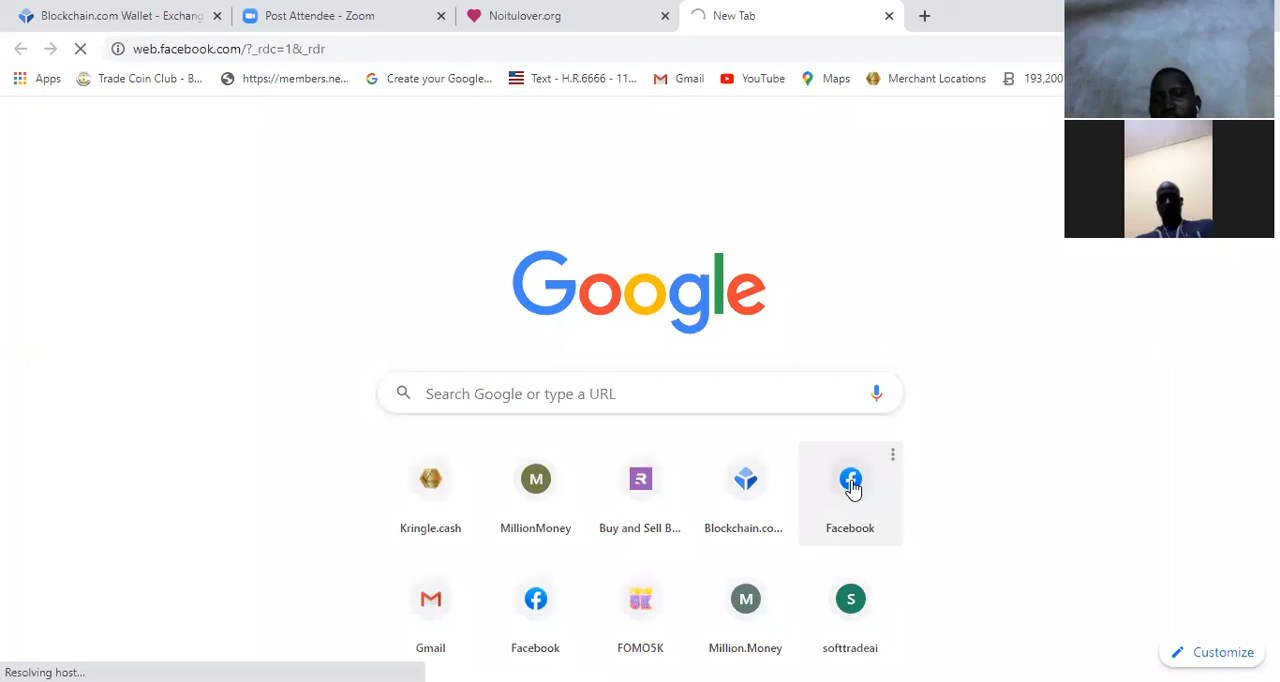 Blockchain.com Wallet - Exchang
Post Attendee - Zoom
Noitulover.org
New Tab
web.facebook.com/?_rdc=1&_rdr
Apps
Trade Coin Club - B...
https://members.ne...
Create your Google...
Text - H.R.6666 - 11...
Gmail
YouTube
Maps
Merchant Locations
193,200
Google
Search Google or type a URL
M
R
Kringle.cash
MillionMoney
Buy and Sell B...
Blockchain.co...
Facebook
M
S
Gmail
Facebook
FOMO5K
Million.Money
softtradeai
Customize
Resolving host...